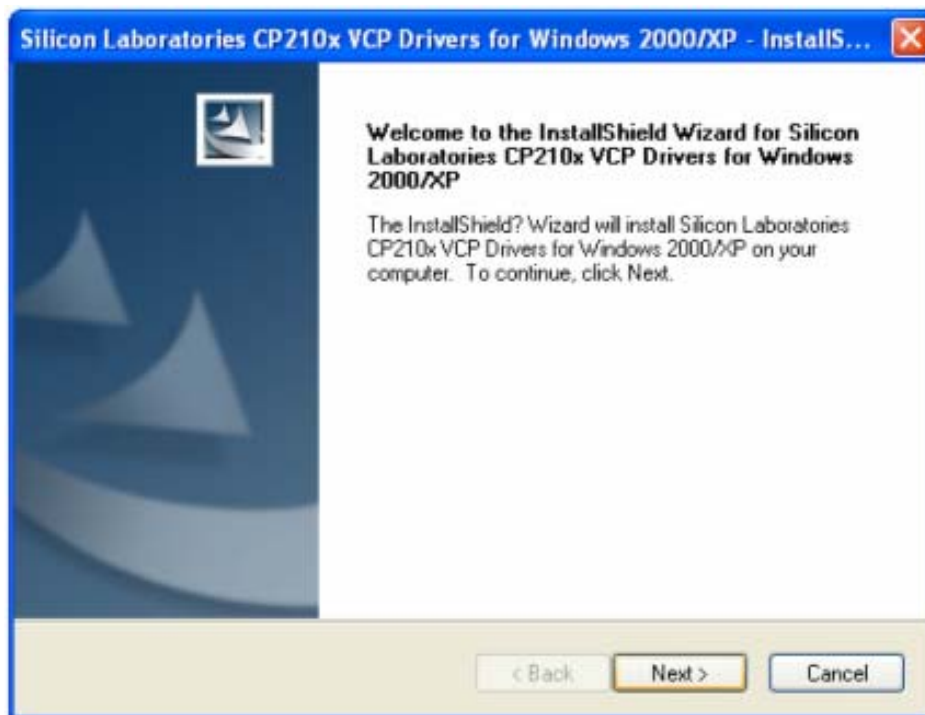 Silicon Laboratories CP210x VCP Drivers for Windows 2000/XP - InstallS...
Welcome to the InstallShield Wizard for Silicon
Laboratories CP210x VCP Drivers for Windows
2000/XP
The InstallShield? Wizard will install Silicon Laboratories
CP210x VCP Drivers for Windows 2000/XP on your
computer. To continue, click Next.
< Back
Next >
Cancel